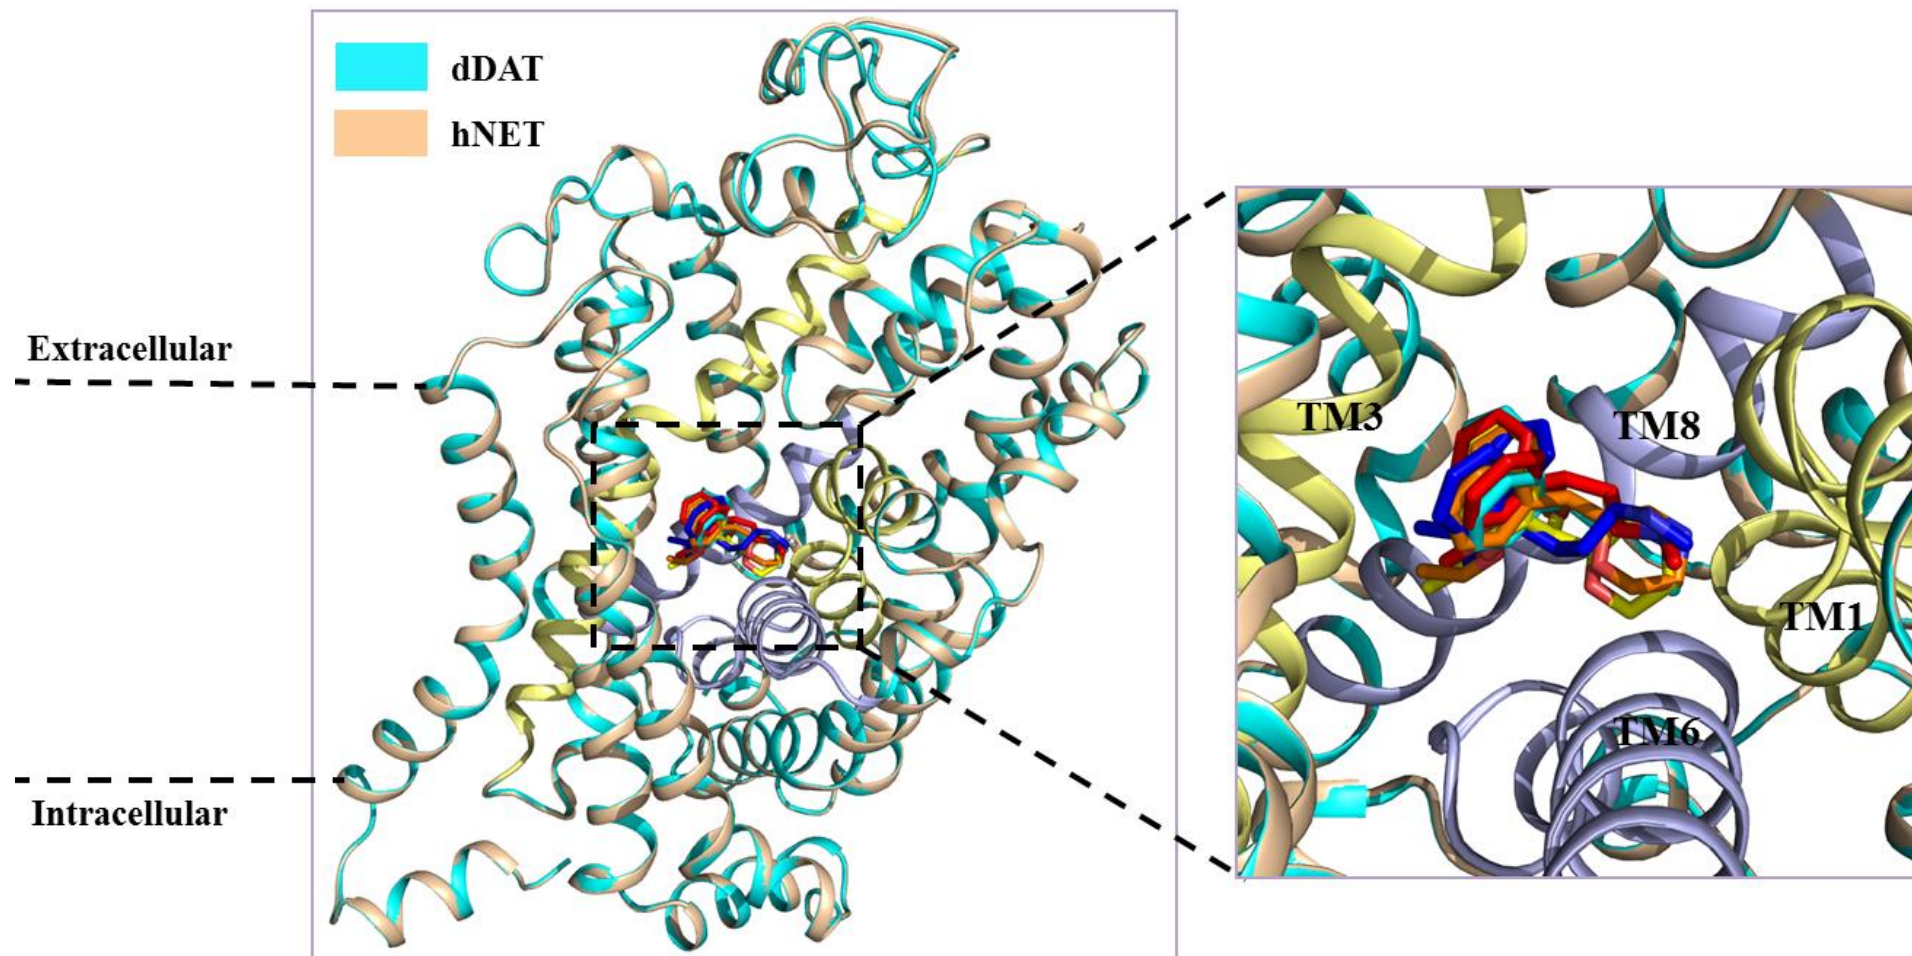 dDAT
hNET
Extracellular
Intracellular
TM3
TM8
TM1
TM6